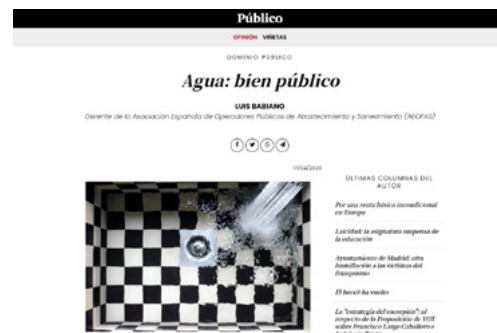 Público
OPINIÓN VIÑETAS
DOMINIO PÚBLICO
Agua: bien público
LUIS BABIANO
Gerente de la Asociación Española de Operadores Públicos de Abastecimiento y Saneamiento (AEOPAS)
ÚLTIMAS COLUMNAS DEL
AUTOR
Por una renta básica incondicional
en Europa
Laicidad: la asignatura suspensa de
la educación
Ayuntamiento de Madrid: otra
humillación a las víctimas del
franquismo
El brexit ha vuelto
La "estrategia del escorpión": al
respecto de la Proposición de VOX
sobre Francisco Largo Caballero e